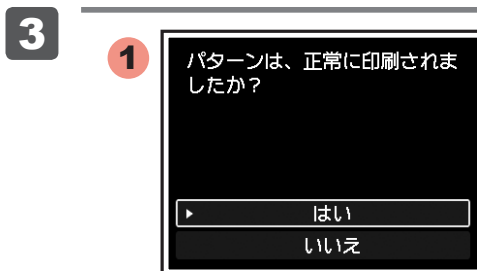 3
1
パターンは、正常に印刷されま
したか？
はい
いいえ